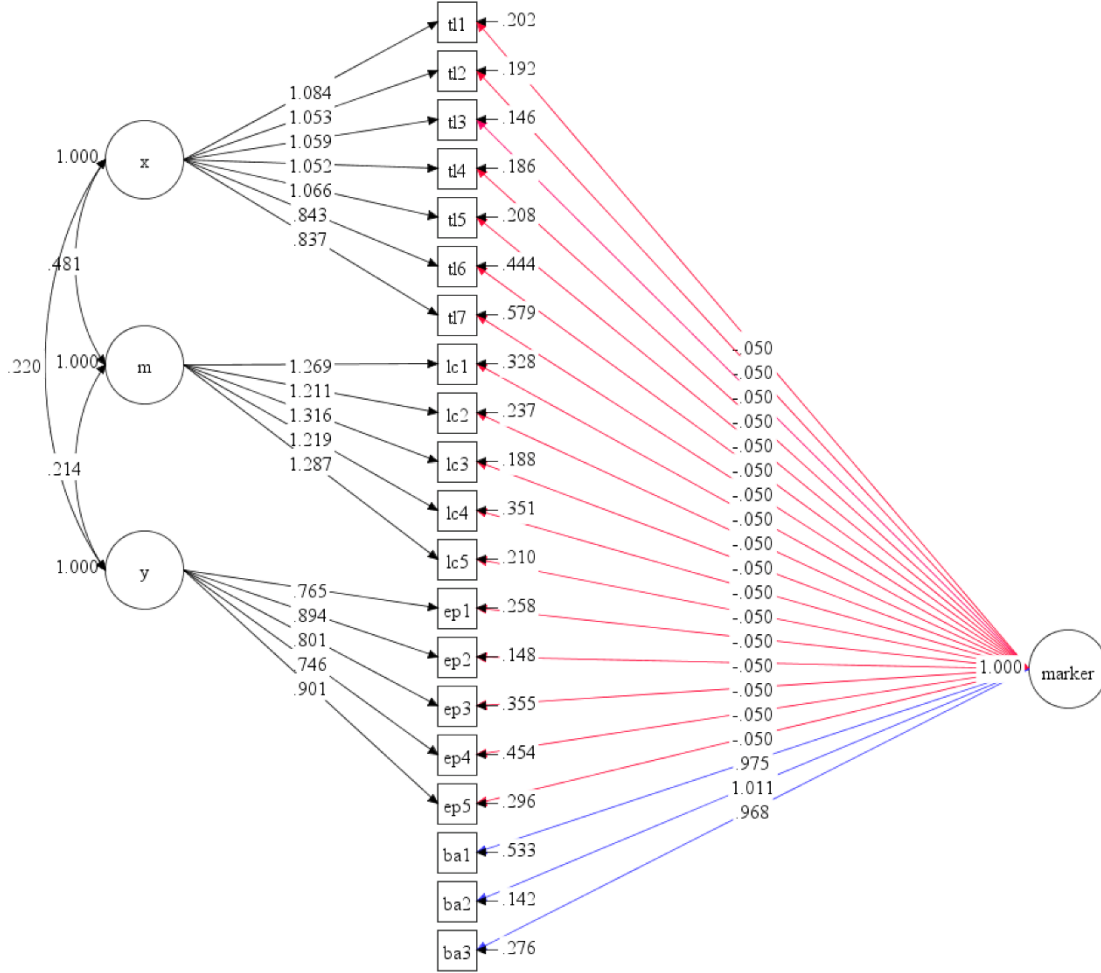 tl1 .202
tl2 .192
1.084
1.053
tl3 .146
1.059
x 1.000
1.052
tl4 .186
1.066
tl5 .208
.843
.837
tl6 .444
.481
tl7 .579
-.050
m 1.000
.220
1.269
lc1 .328
-.050
1.211
-.050
lc2 .237
1.316
-.050
1.219
-.050
lc3 .188
1.287
-.050
.214
-.050
lc4 .351
-.050
-.050
lc5 .210
y 1.000
-.050
.765
-.050
ep1 .258
.894
-.050
.801
-.050
ep2 .148
.746
-.050
1.000 marker
.901
-.050
ep3 .355
-.050
ep4 .454
-.050
.975
ep5 .296
1.011
.968
ba1 .533
ba2 .142
ba3 .276